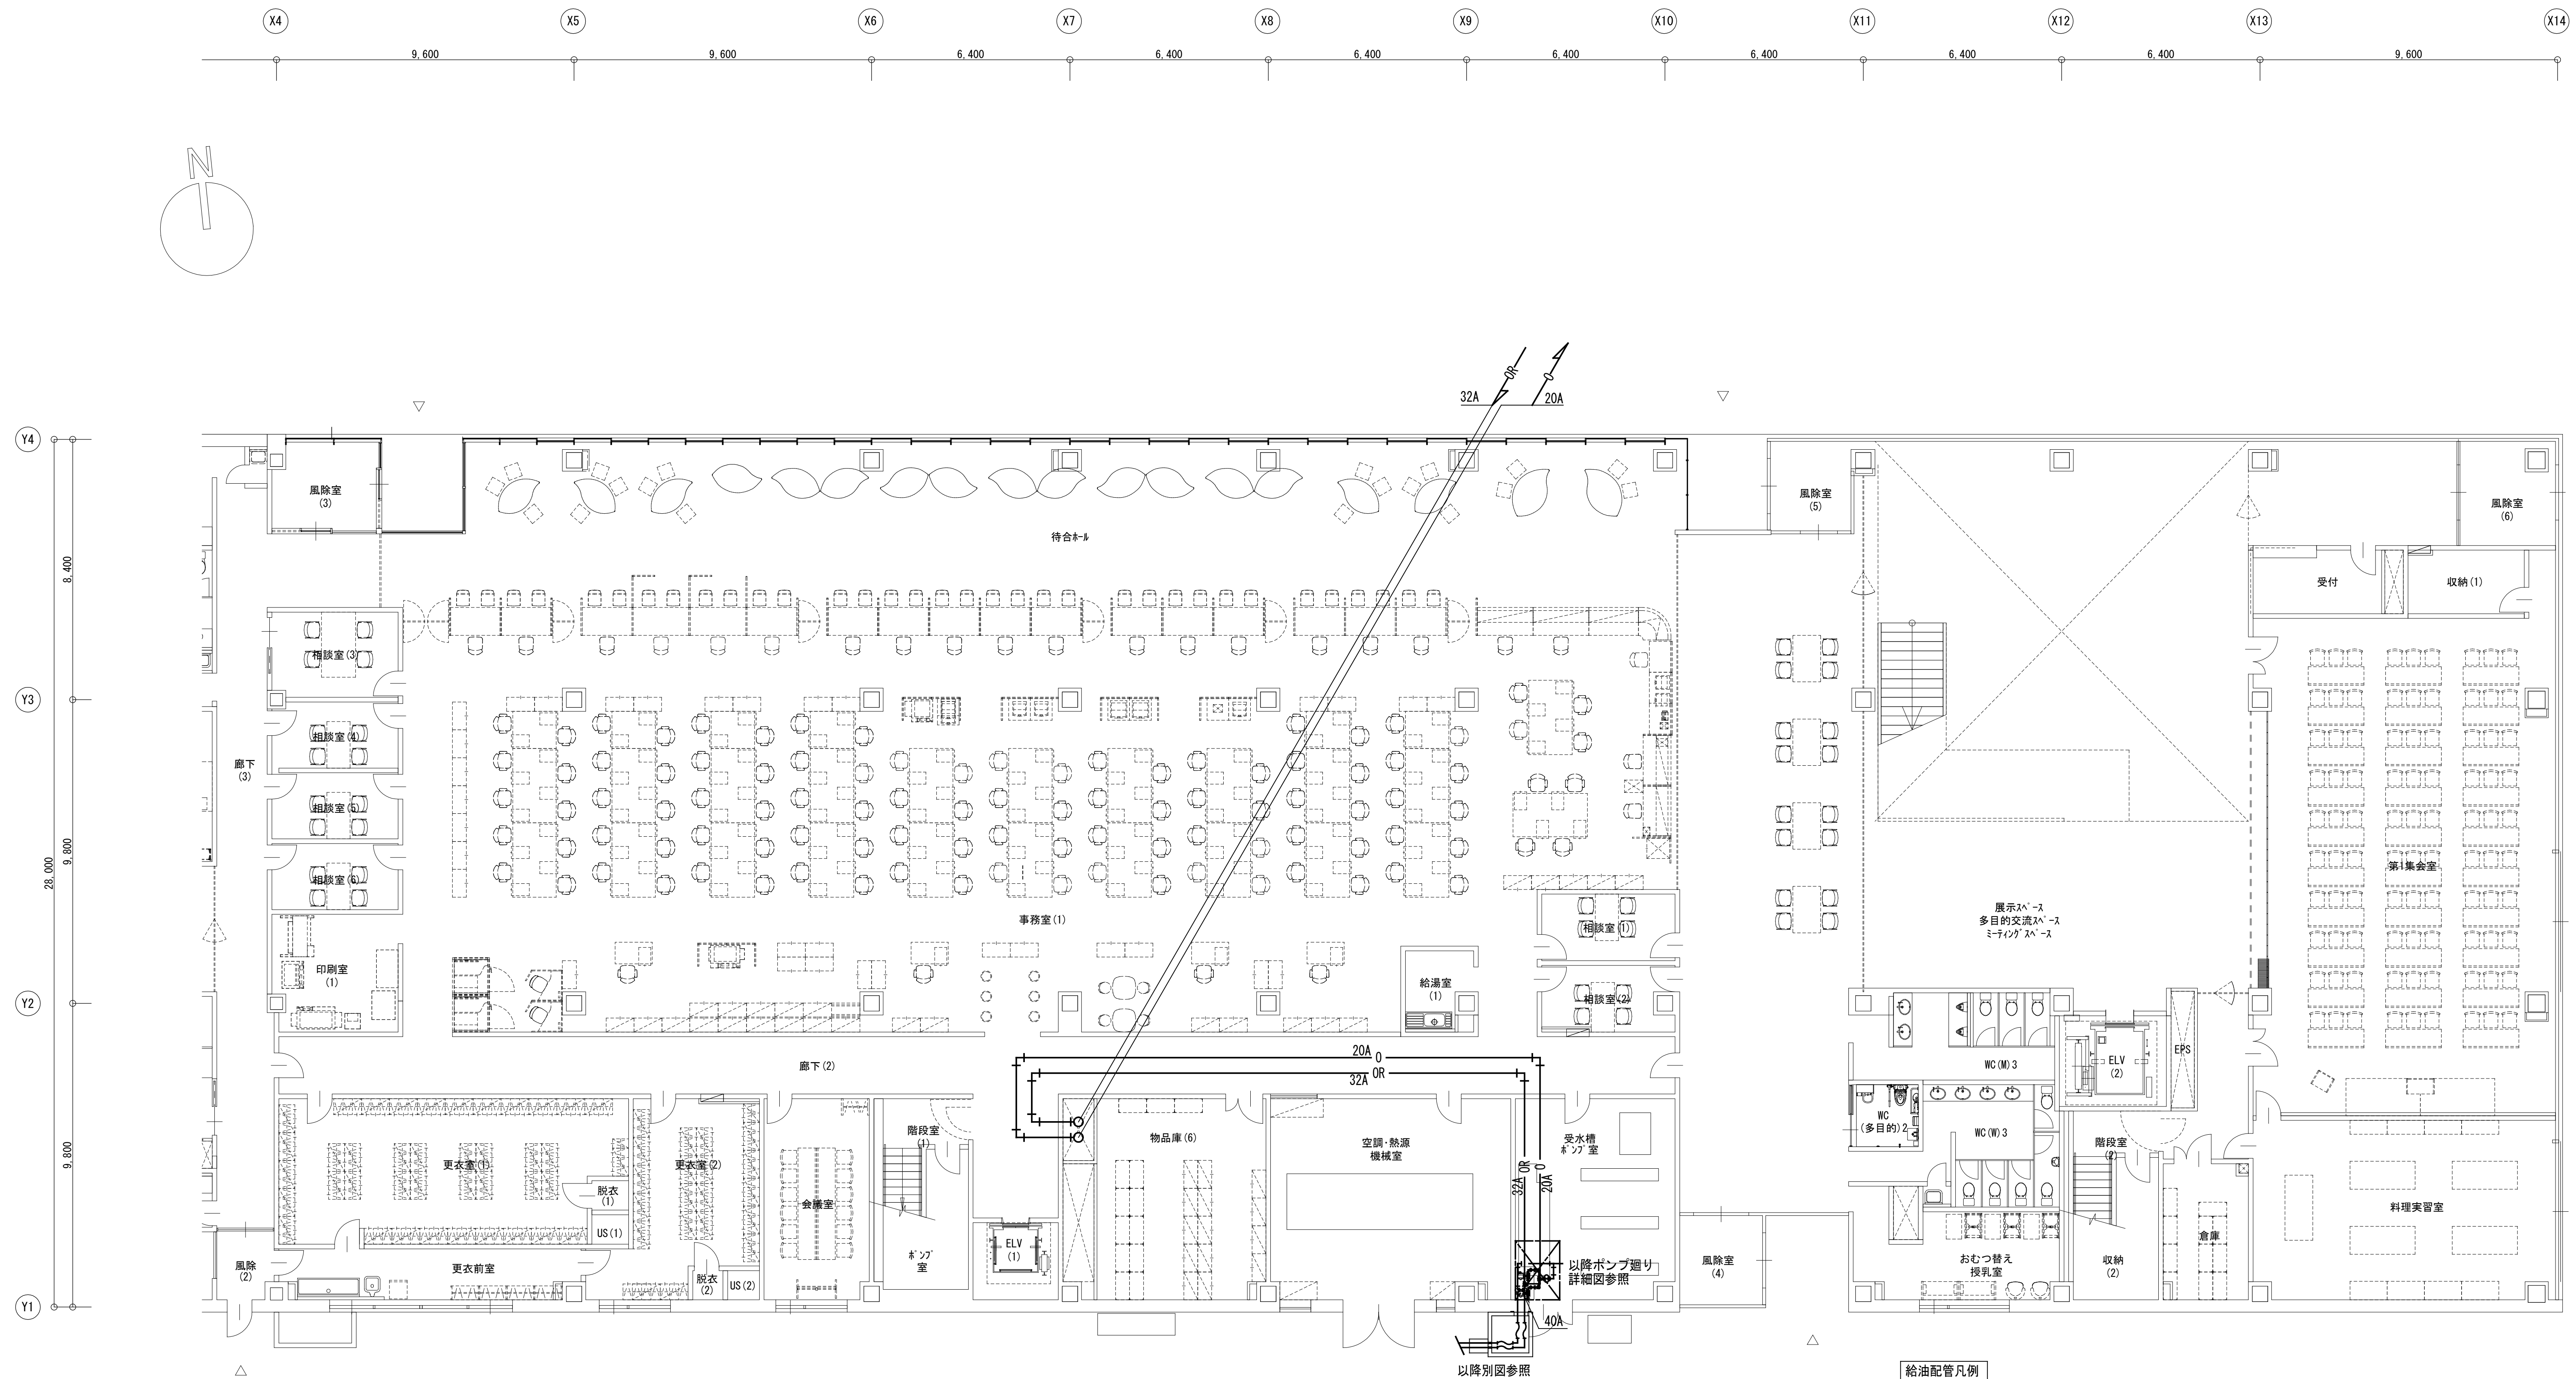 X4 X5 X6 X7 X8 X9 X10 X11 X12 X13 X14
9,600 9,600 6,400 6,400 6,400 6,400 6,400 6,400 6,400 9,600
N
OR
O
32A 20A
Y4
Y3
Y2
Y1
8,400
9,800
9,800
28,000
風除室
(3)
待合ホール
風除室
(5)
風除室
(6)
受付
収納(1)
相談室(3)
相談室(4)
相談室(5)
相談室(6)
廊下
(3)
第1集会室
事務室(1)
相談室(1)
展示スペース
多目的交流スペース
ミーティングスペース
印刷室
(1)
給湯室
(1)
相談室(2)
廊下(2)
20A O
32A OR
WC(M)3
ELV
(2)
EPS
WC
(多目的)2
WC(W)3
階段室
(1)
物品庫(6)
空調・熱源
機械室
受水槽
ポンプ室
階段室
(2)
更衣室(1)
更衣室(2)
会議室
32A OR
20A O
脱衣
(1)
US(1)
料理実習室
倉庫
風除
(2)
更衣前室
脱衣
(2)
US(2)
ポンプ
室
ELV
(1)
以降ポンプ廻り
詳細図参照
風除室
(4)
おむつ替え
授乳室
収納
(2)
40A
以降別図参照
給油配管凡例